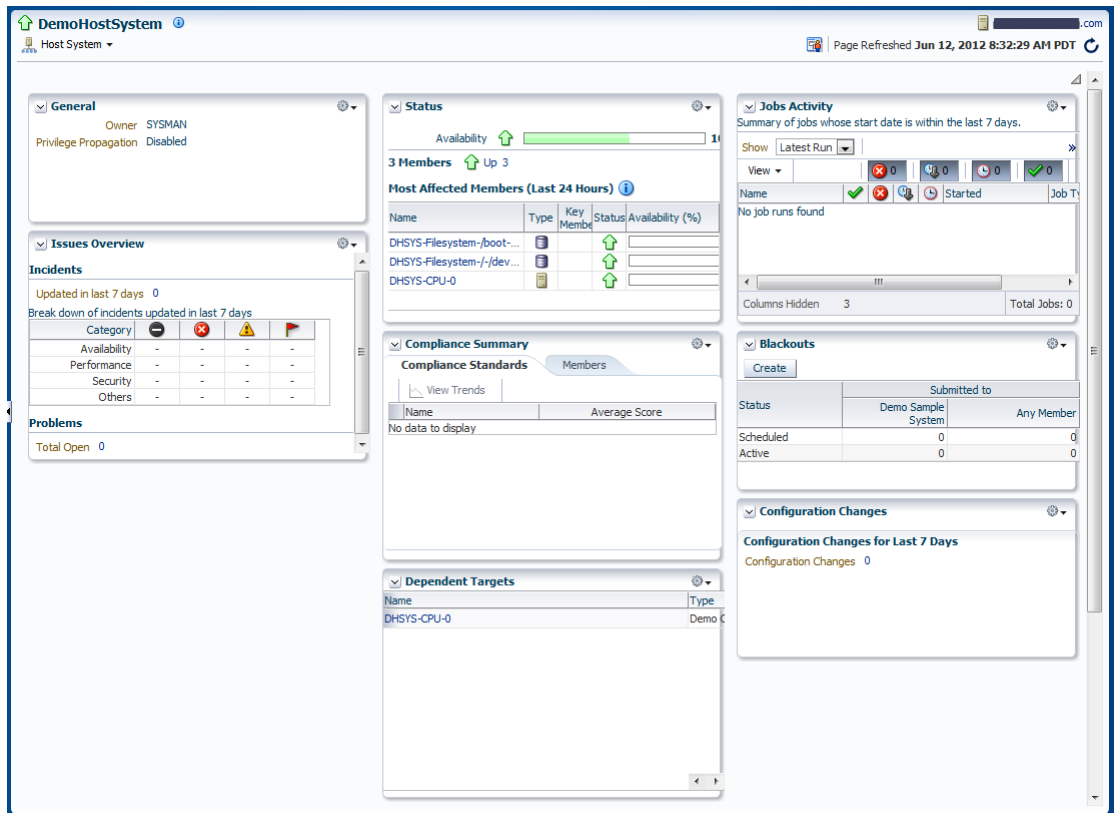 DemoHostSystem
.com
Host System
Page Refreshed Jun 12, 2012 8:32:29 AM PDT
General
Owner SYSMAN
Privilege Propagation Disabled
Issues Overview
Incidents
Updated in last 7 days 0
Break down of incidents updated in last 7 days
Category
Availability - - - -
Performance - - - -
Security - - - -
Others - - - -
Problems
Total Open 0
Status
Availability
3 Members Up 3
Most Affected Members (Last 24 Hours)
Name Type Key Membe Status Availability (%)
DHSYS-Filesystem-/boot-...
DHSYS-Filesystem-/-/dev...
DHSYS-CPU-0
Compliance Summary
Compliance Standards Members
View Trends
Name Average Score
No data to display
Dependent Targets
Name Type
DHSYS-CPU-0 Demo
Jobs Activity
Summary of jobs whose start date is within the last 7 days.
Show Latest Run »
View 0 0 0 0
Name Started Job Ty
No job runs found
Columns Hidden 3 Total Jobs: 0
Blackouts
Create
Submitted to
Status Demo Sample System Any Member
Scheduled 0 0
Active 0 0
Configuration Changes
Configuration Changes for Last 7 Days
Configuration Changes 0